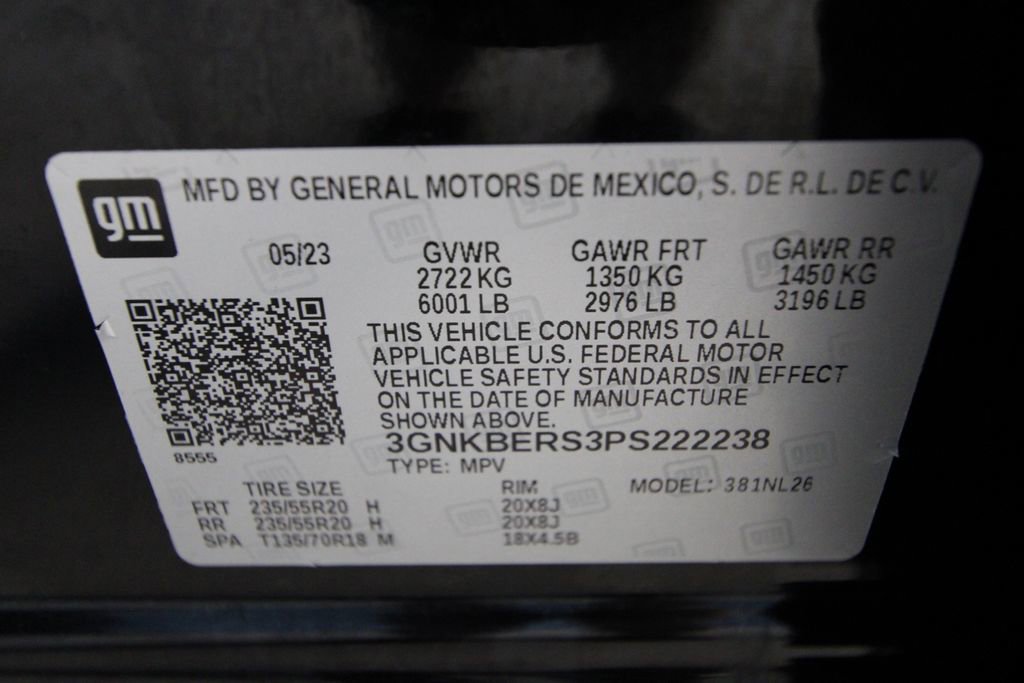 gm MFD BY GENERAL MOTORS DE MEXICO, S. DE R.L. DE C.V.
05/23 GVWR GAWR FRT GAWR RR
2722 KG 1350 KG 1450 KG
6001 LB 2976 LB 3196 LB
THIS VEHICLE CONFORMS TO ALL
APPLICABLE U.S. FEDERAL MOTOR
VEHICLE SAFETY STANDARDS IN EFFECT
ON THE DATE OF MANUFACTURE
SHOWN ABOVE.
3GNKBERS3PS222238
8555 TYPE: MPV
TIRE SIZE RIM MODEL: 381NL26
FRT 235/55R20 H 20X8J
RR 235/55R20 H 20X8J
SPA T135/70R18 M 18X4.5B